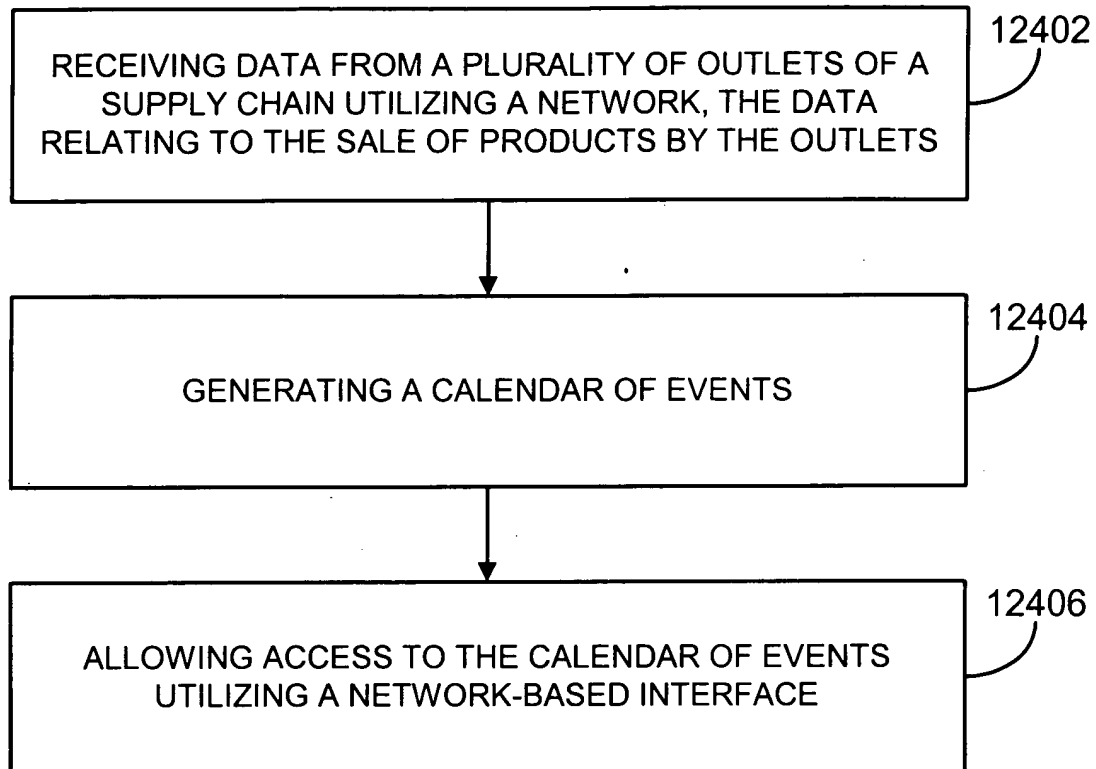 12402
RECEIVING DATA FROM A PLURALITY OF OUTLETS OF A
SUPPLY CHAIN UTILIZING A NETWORK, THE DATA
RELATING TO THE SALE OF PRODUCTS BY THE OUTLETS
12404
GENERATING A CALENDAR OF EVENTS
12406
ALLOWING ACCESS TO THE CALENDAR OF EVENTS
UTILIZING A NETWORK-BASED INTERFACE